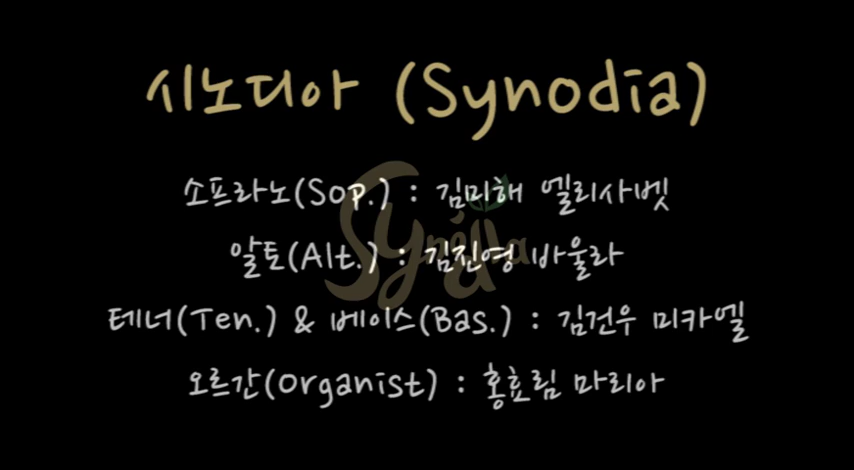 시노디아 (Synodia)
소프라노(Sop.) : 김미해 엘리사벳
알토(Alt.) : 김진영 바울라
테너(Ten.) & 베이스(Bas.) : 김건우 미카엘
오르간(Organist) : 홍효림 마리아